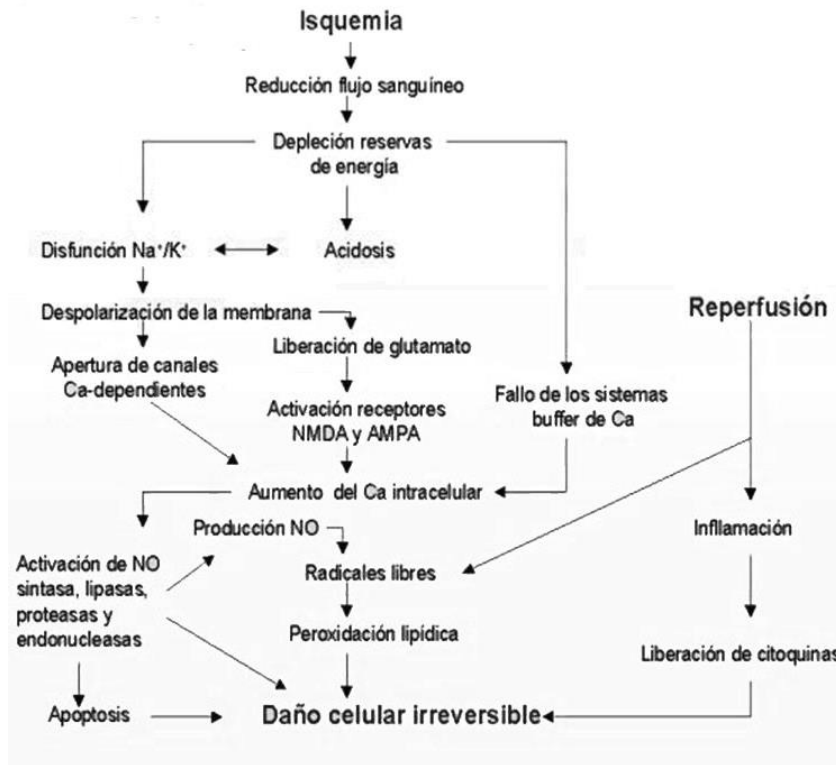 Isquemia
Reducción flujo sanguíneo
Depleción reservas
de energía
Disfunción Na⁺/K⁺
Acidosis
Despolarización de la membrana
Reperfusión
Liberación de glutamato
Apertura de canales
Ca-dependientes
Activación receptores
NMDA y AMPA
Fallo de los sistemas
buffer de Ca
Aumento del Ca intracelular
Producción NO
Infllamación
Activación de NO
sintasa, lipasas,
proteasas y
endonucleasas
Radicales libres
Peroxidación lipídica
Liberación de citoquinas
Apoptosis
Daño celular irreversible